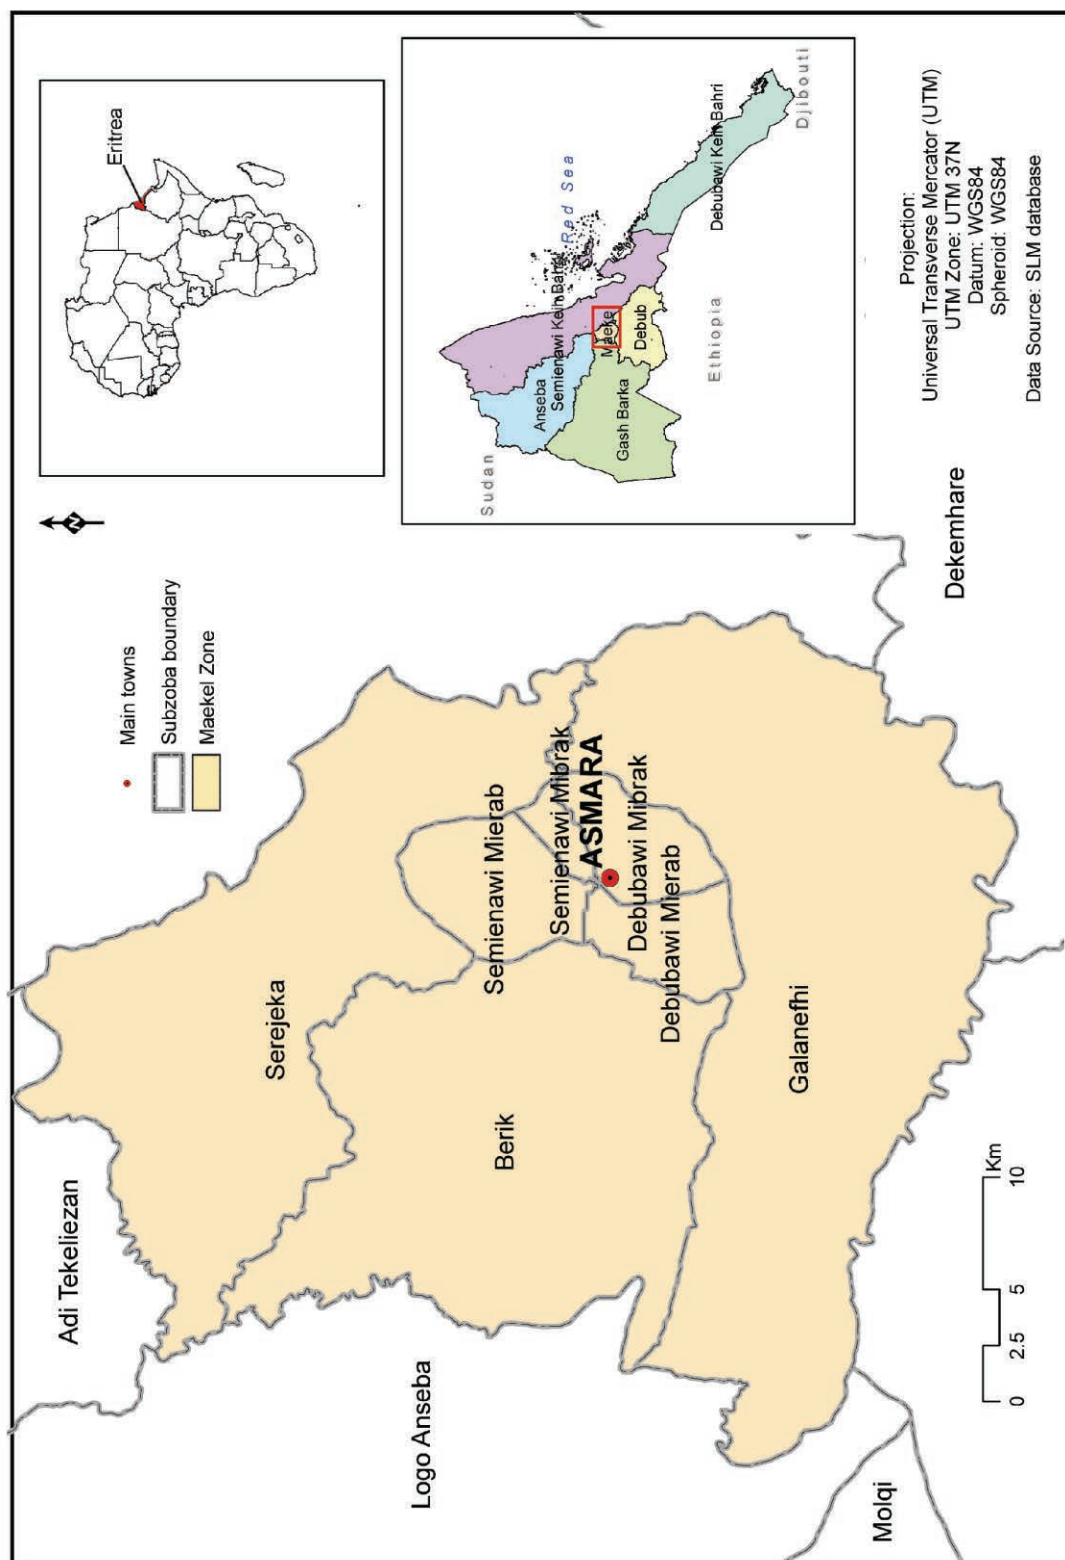 Adi Tekeliezan
Serejeka
Logo Anseba
Berik
Semienawi Mierab
Semienawi Mibrak
ASMARA
Debubawi Mibrak
Debubawi Mierab
Galanefhi
Molqi
Dekemhare
0
2.5
5
10
Km
Main towns
Subzoba boundary
Maekel Zone
N
Eritrea
Sudan
Red Sea
Anseba
Semienawi Keih Bahri
Maeke
Gash Barka
Debub
Debubawi Keih Bahri
Ethiopia
Djibouti
Projection:
Universal Transverse Mercator (UTM)
UTM Zone: UTM 37N
Datum: WGS84
Spheroid: WGS84
Data Source: SLM database